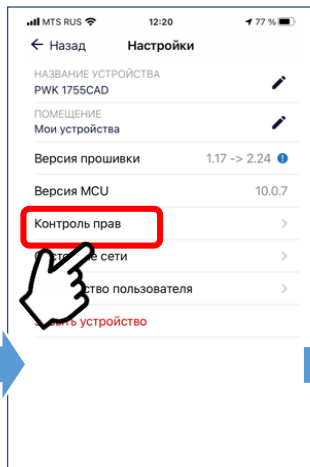 MTS RUS 12:20 77 %
Назад Настройки
НАЗВАНИЕ УСТРОЙСТВА
PWK 1755CAD
ПОМЕЩЕНИЕ
Мои устройства
Версия прошивки 1.17 -> 2.24
Версия MCU 10.0.7
Контроль прав
сети
пользователя
устройство